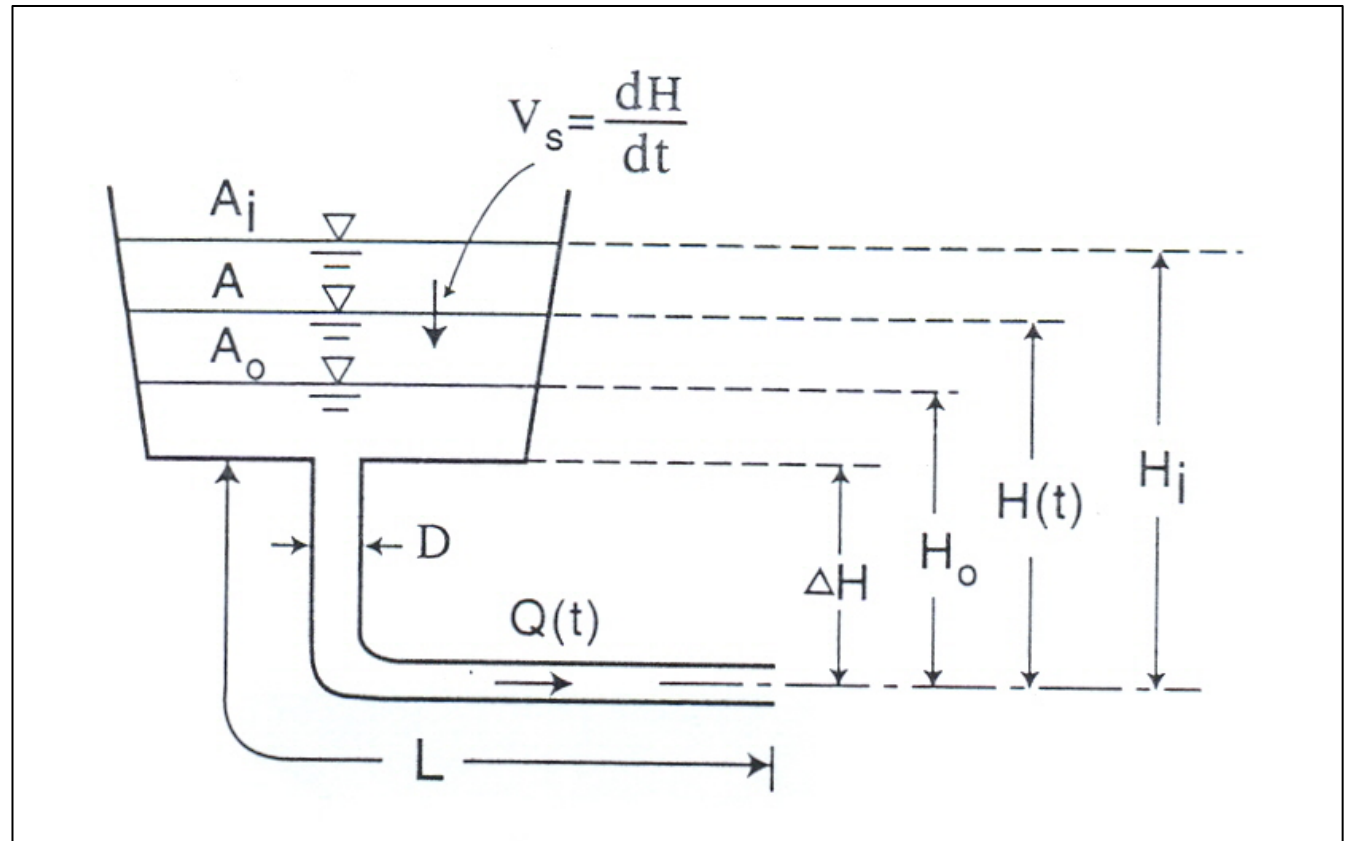 V_s = dH/dt
A_i
A
A_o
H_i
H(t)
H_o
ΔH
D
Q(t)
L